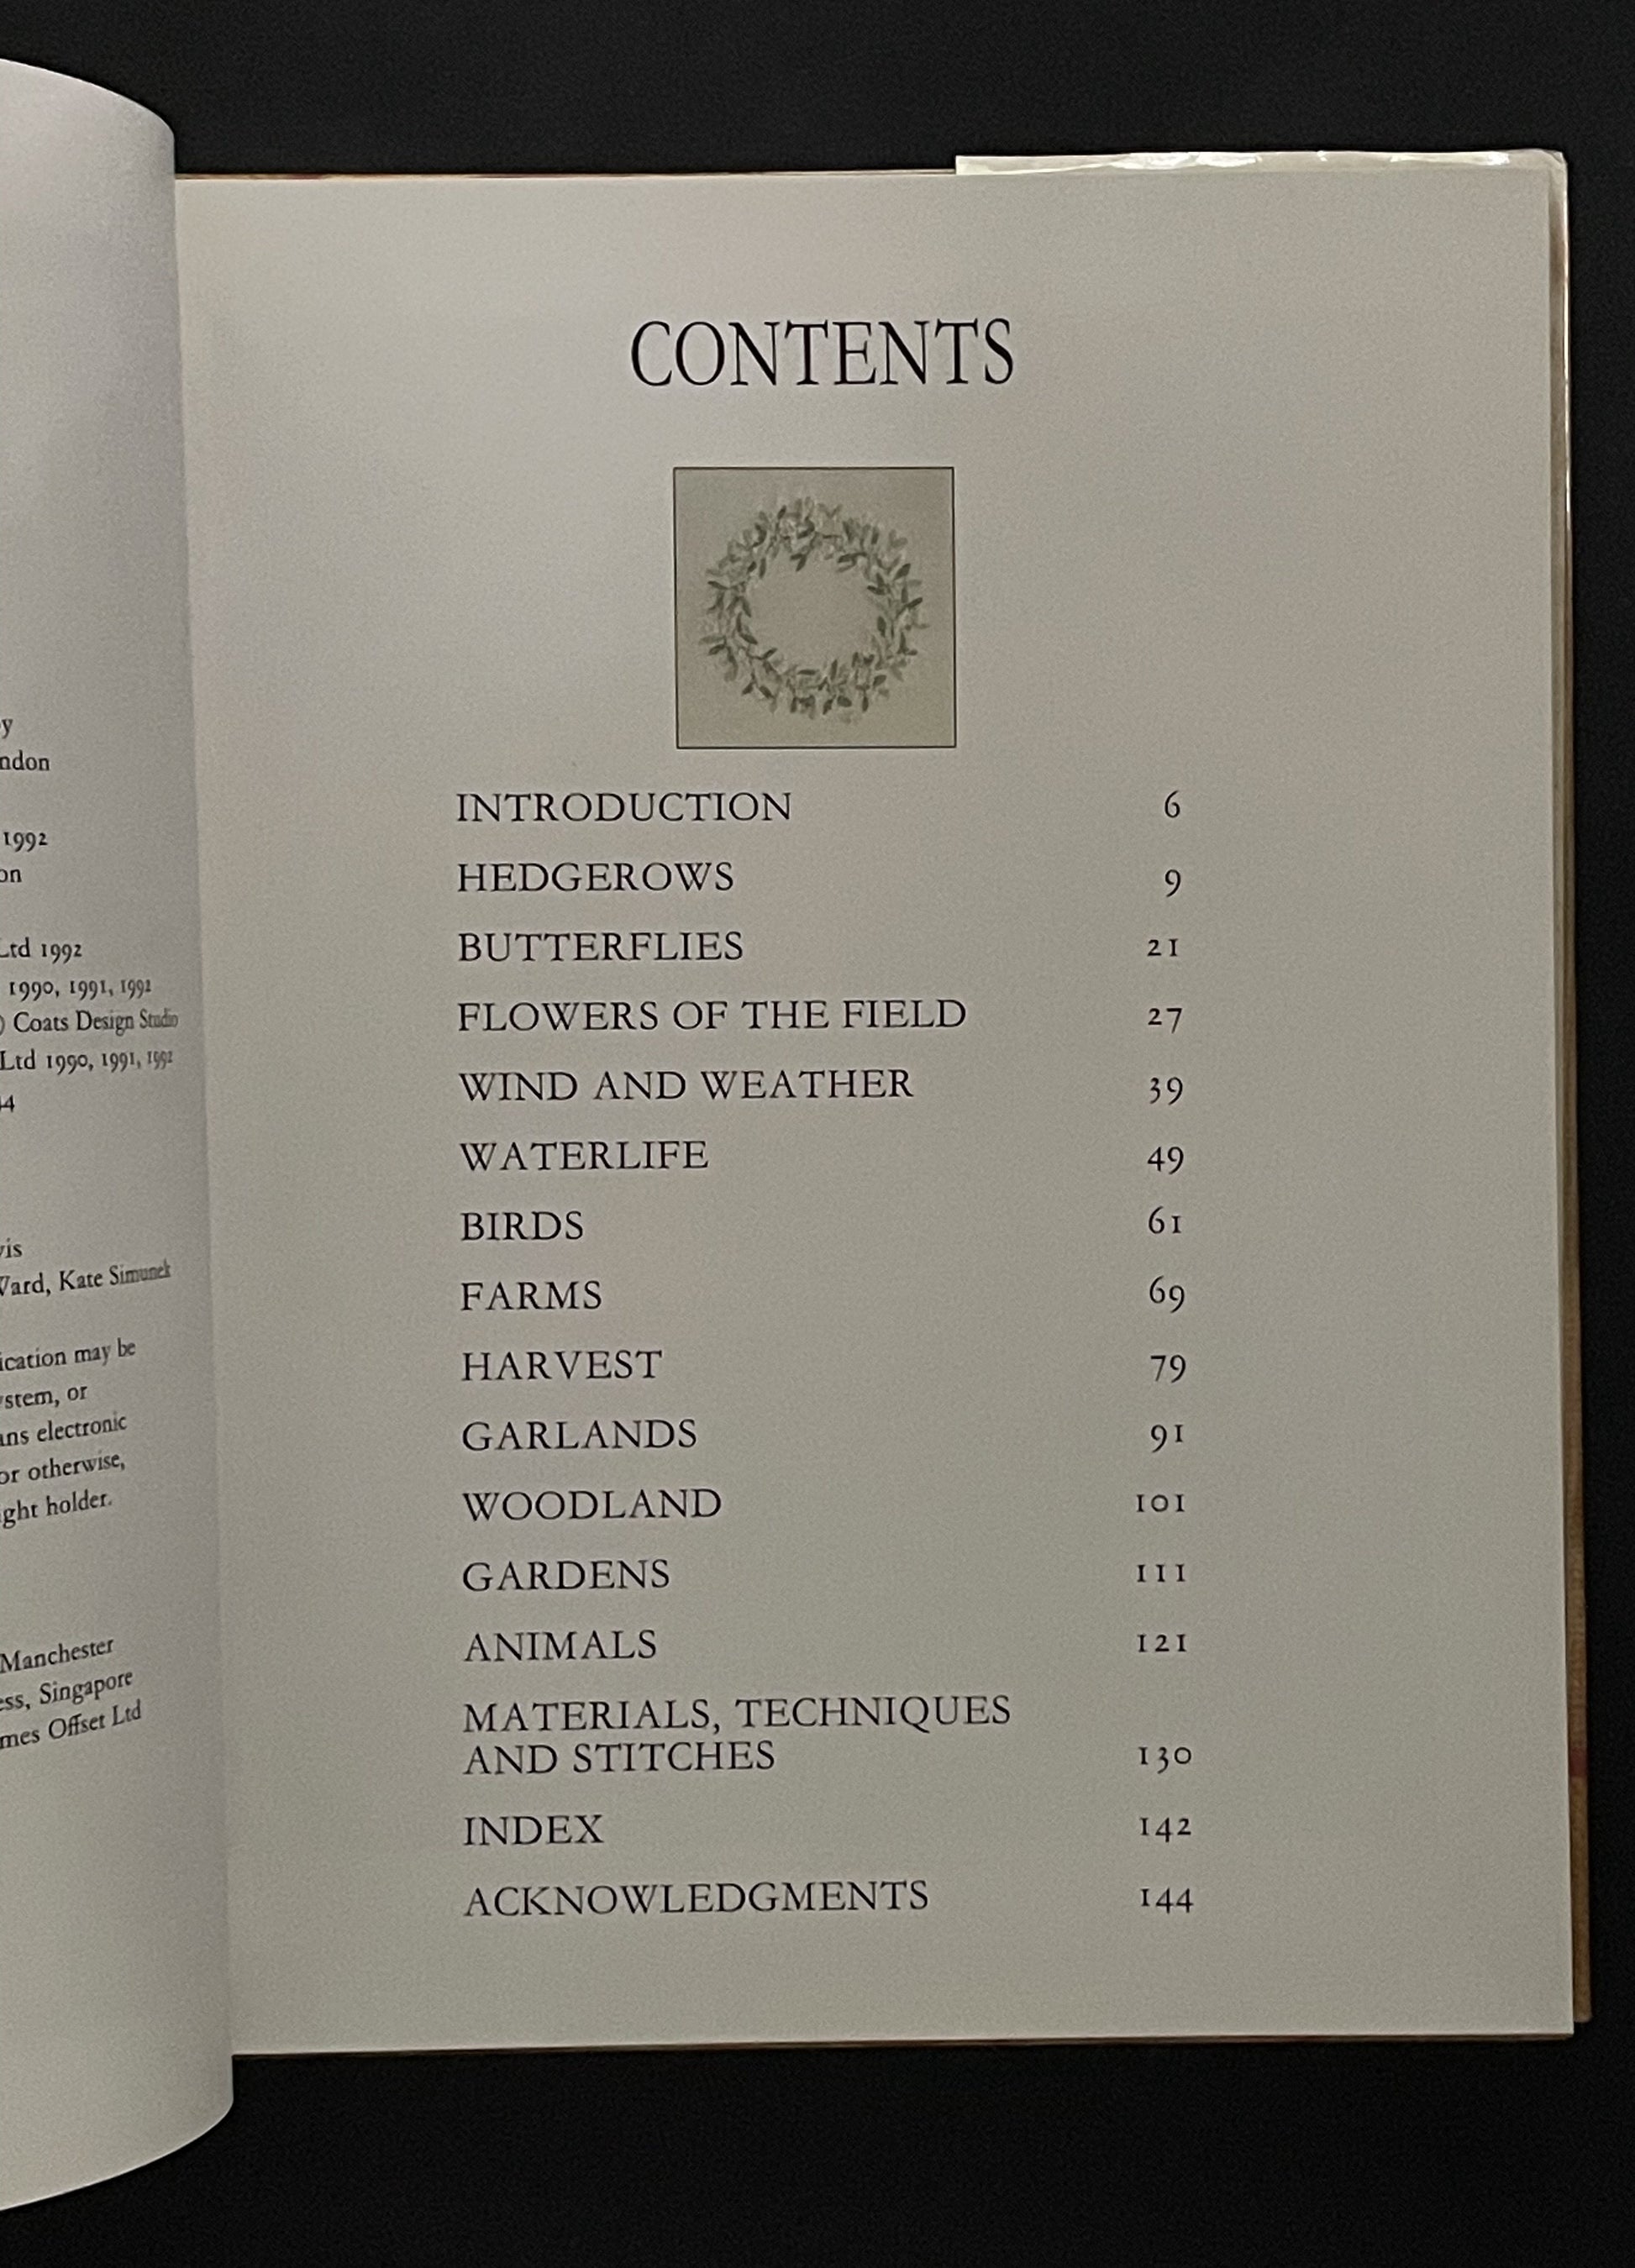 y
ndon
1992
on
Ltd 1992
1990, 1991, 1992
) Coats Design Studio
Ltd 1990, 1991, 1992
44
vis
Ward, Kate Simunek
ication may be
ystem, or
ans electronic
or otherwise,
ight holder.
Manchester
ess, Singapore
mes Offset Ltd
CONTENTS
INTRODUCTION 6
HEDGEROWS 9
BUTTERFLIES 21
FLOWERS OF THE FIELD 27
WIND AND WEATHER 39
WATERLIFE 49
BIRDS 61
FARMS 69
HARVEST 79
GARLANDS 91
WOODLAND 101
GARDENS 111
ANIMALS 121
MATERIALS, TECHNIQUES
AND STITCHES 130
INDEX 142
ACKNOWLEDGMENTS 144